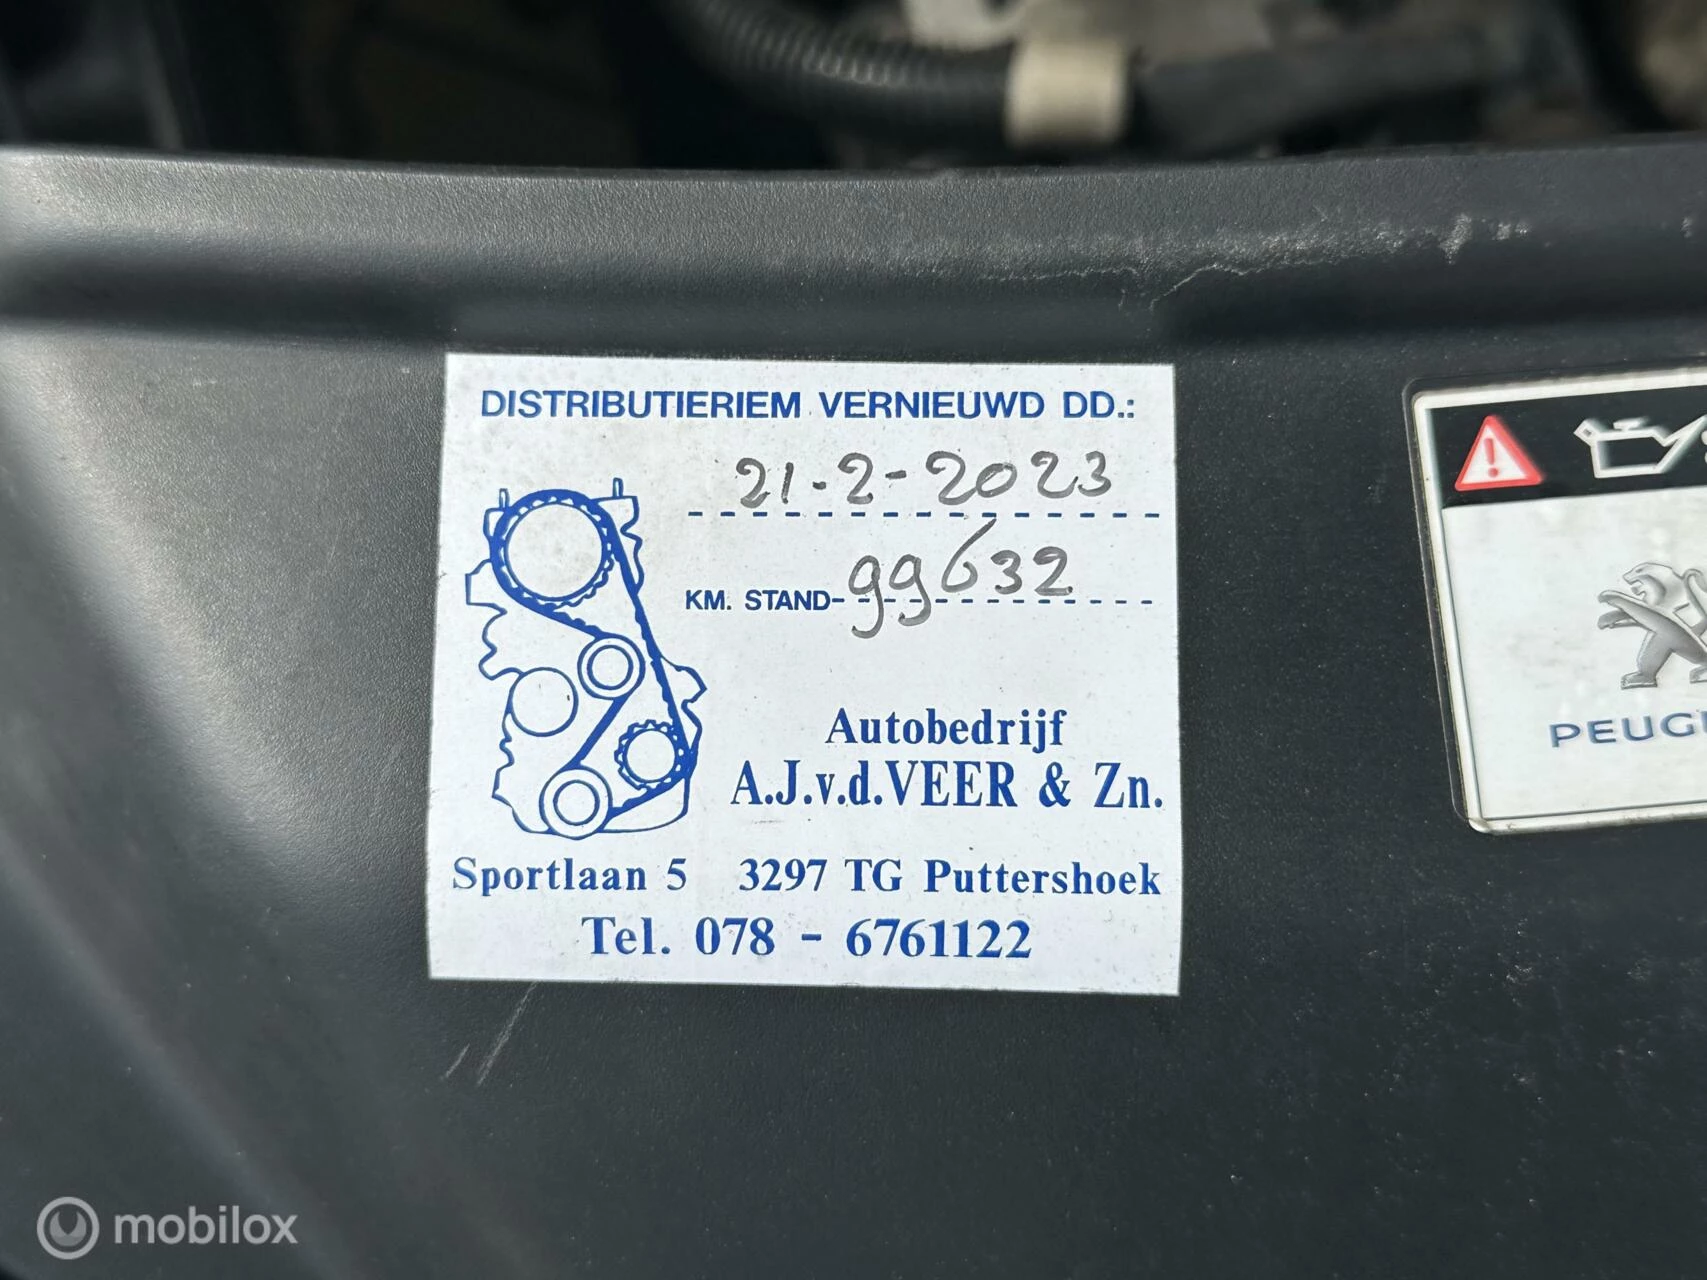 DISTRIBUTIERIEM VERNIEUWD DD.:
21-2-2023
KM. STAND 99632
Autobedrijf
A.J.v.d.VEER & Zn.
Sportlaan 5 3297 TG Puttershoek
Tel. 078 - 6761122
PEUG
mobilox